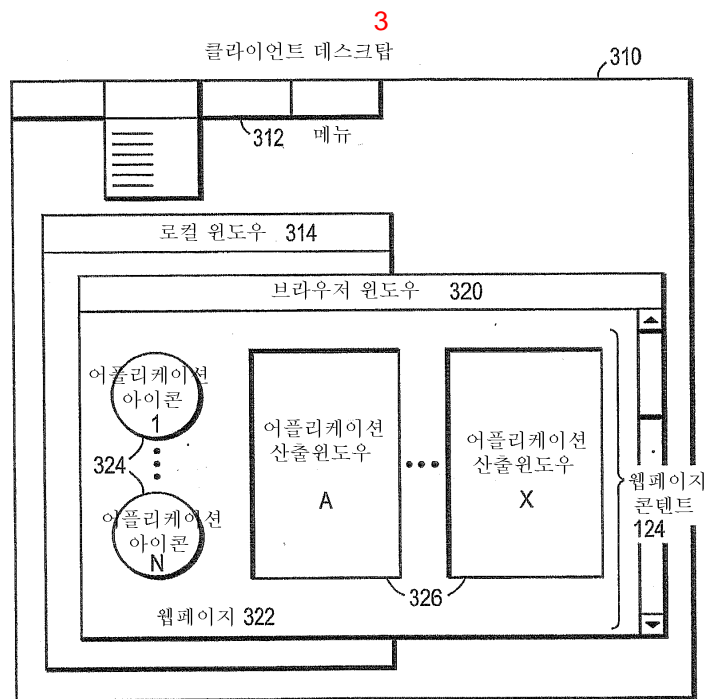 3
클라이언트 데스크탑
310
312 메뉴
로컬 윈도우 314
브라우저 윈도우 320
어플리케이션
아이콘
1
324
어플리케이션
아이콘
N
어플리케이션
산출윈도우
A
어플리케이션
산출윈도우
X
326
웹페이지
콘텐트
124
웹페이지 322